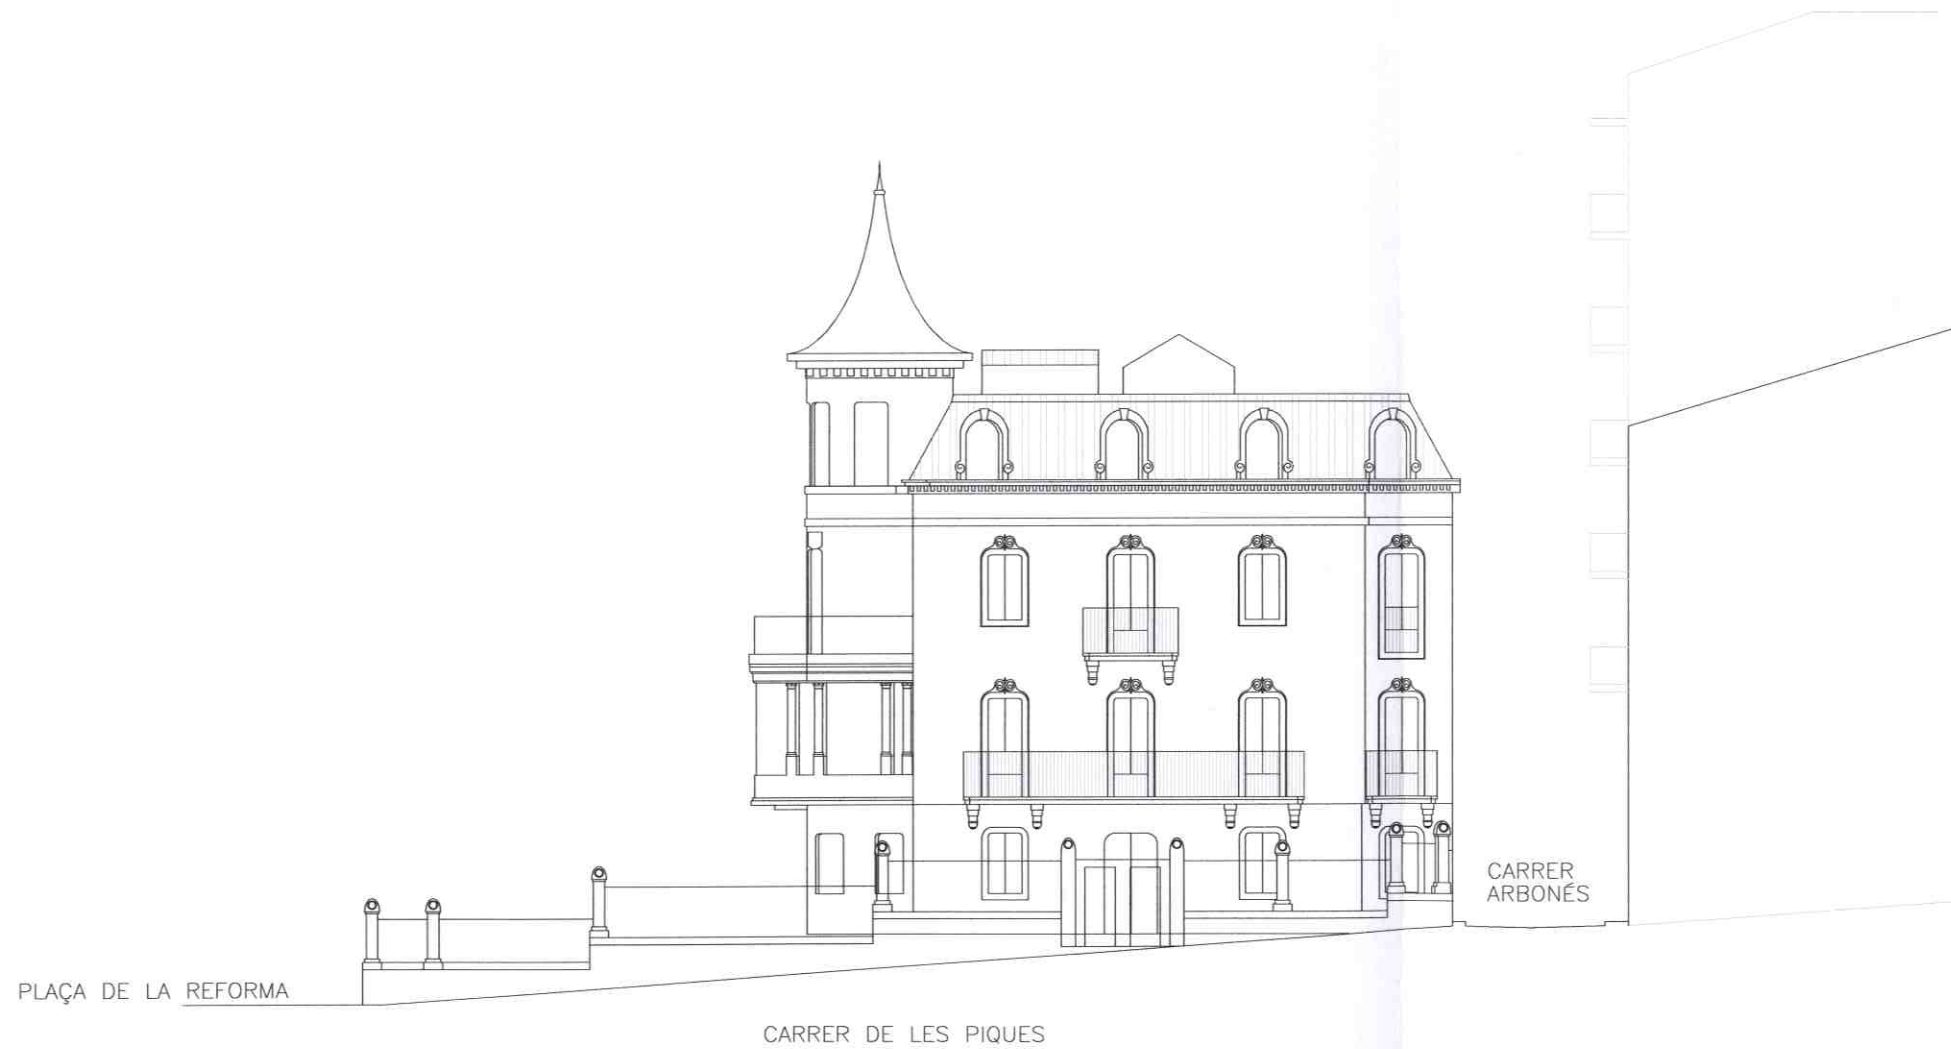 CARRER
ARBONÉS
PLAÇA DE LA REFORMA
CARRER DE LES PIQUES